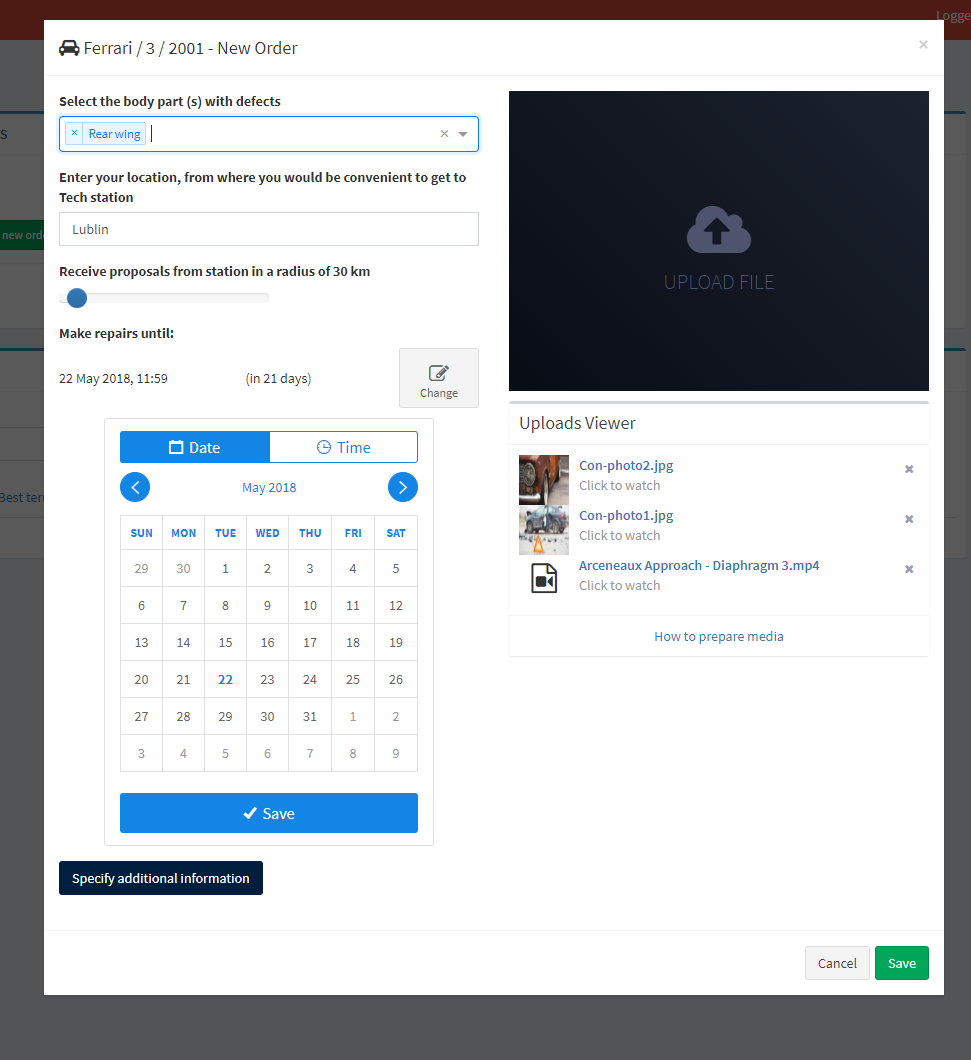 Logge
Ferrari / 3 / 2001 - New Order
×
Select the body part (s) with defects
× Rear wing
×
Enter your location, from where you would be convenient to get to
Tech station
Lublin
Receive proposals from station in a radius of 30 km
Make repairs until:
22 May 2018, 11:59 (in 21 days)
Change
Date Time
May 2018
SUN MON TUE WED THU FRI SAT
29 30 1 2 3 4 5
6 7 8 9 10 11 12
13 14 15 16 17 18 19
20 21 22 23 24 25 26
27 28 29 30 31 1 2
3 4 5 6 7 8 9
Save
Specify additional information
UPLOAD FILE
Uploads Viewer
Con-photo2.jpg
Click to watch
Con-photo1.jpg
Click to watch
Arceneaux Approach - Diaphragm 3.mp4
Click to watch
How to prepare media
Cancel Save
s
new orde
Best ter